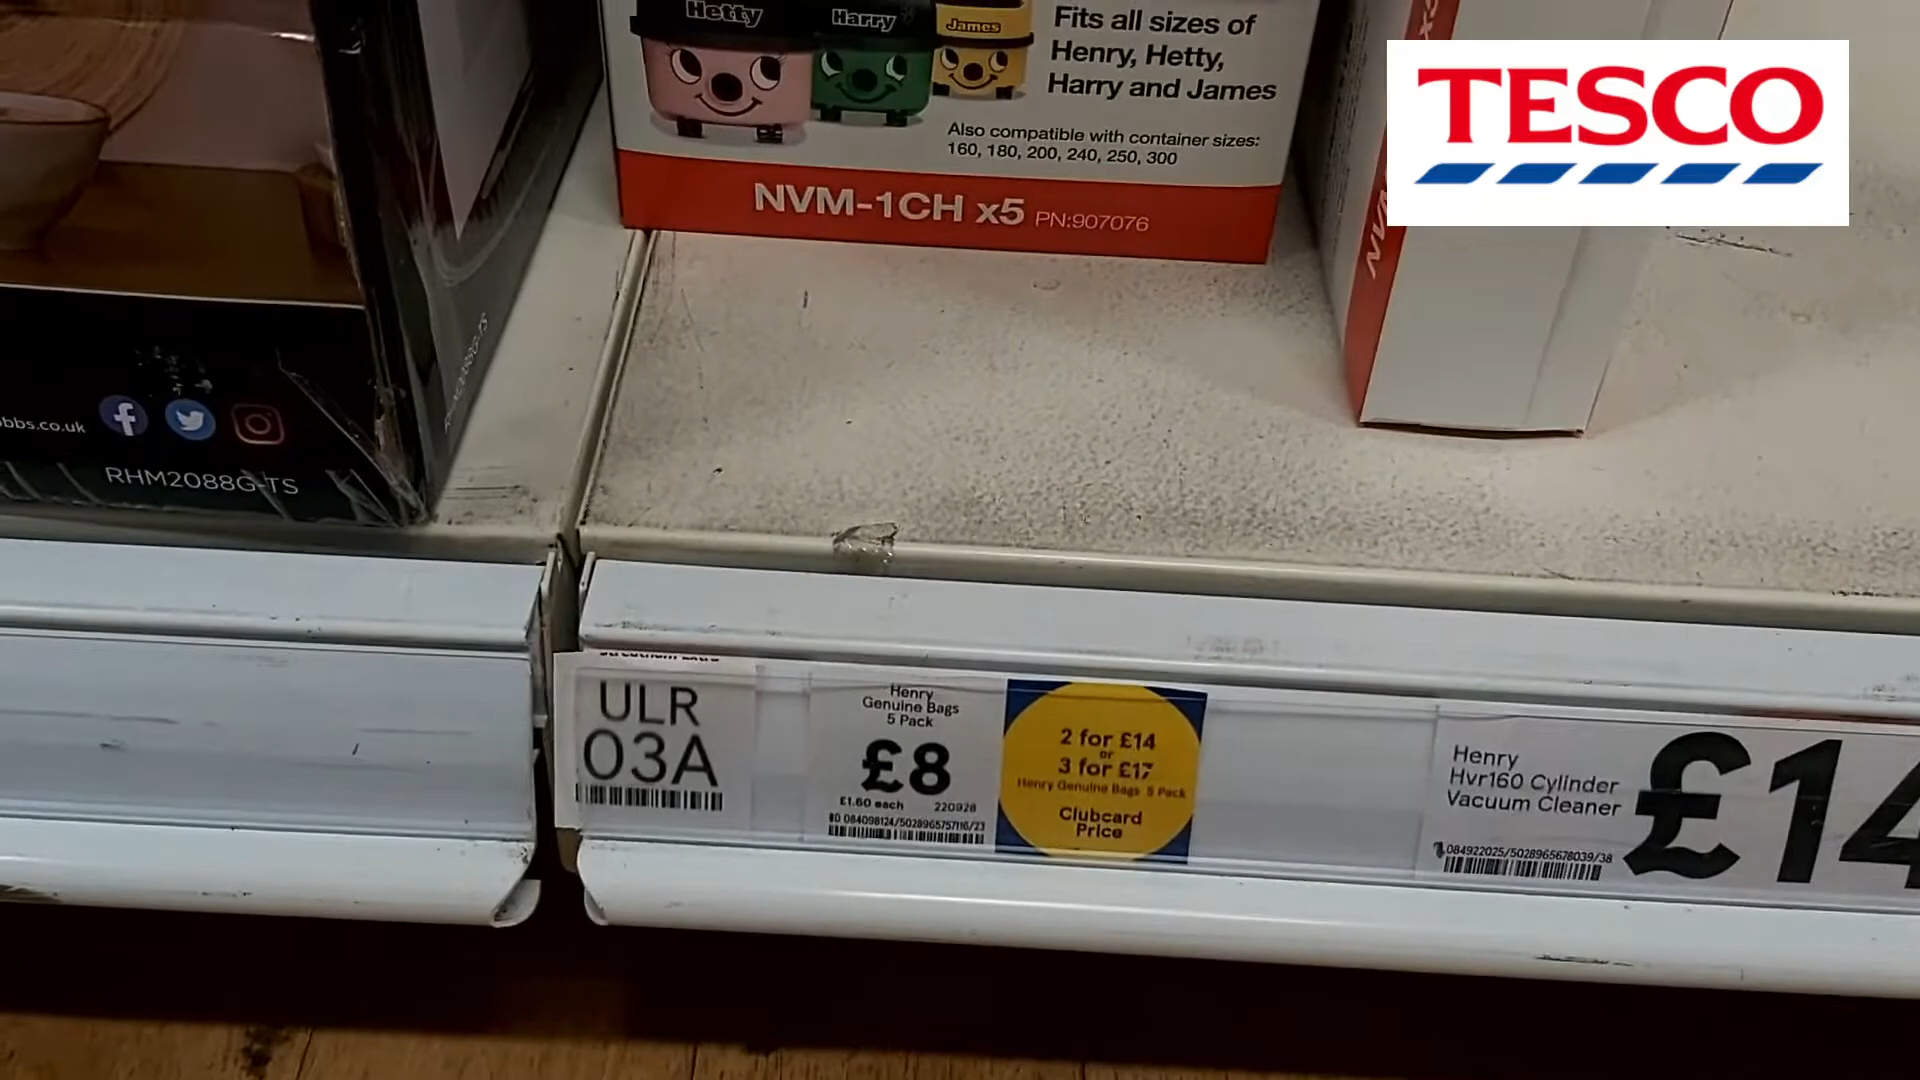 Hetty
Harry
James
Fits all sizes of
Henry, Hetty,
Harry and James
Also compatible with container sizes:
160, 180, 200, 240, 250, 300
NVM-1CH x5 PN:907076
TESCO
bbs.co.uk
RHM2088G-TS
ULR
03A
Henry
Genuine Bags
5 Pack
£8
£1.60 each 220928
084098124/5028965757116/23
2 for £14
or
3 for £17
Henry Genuine Bags 5 Pack
Clubcard
Price
Henry
Hvr160 Cylinder
Vacuum Cleaner
084922025/5028965678039/38
£14